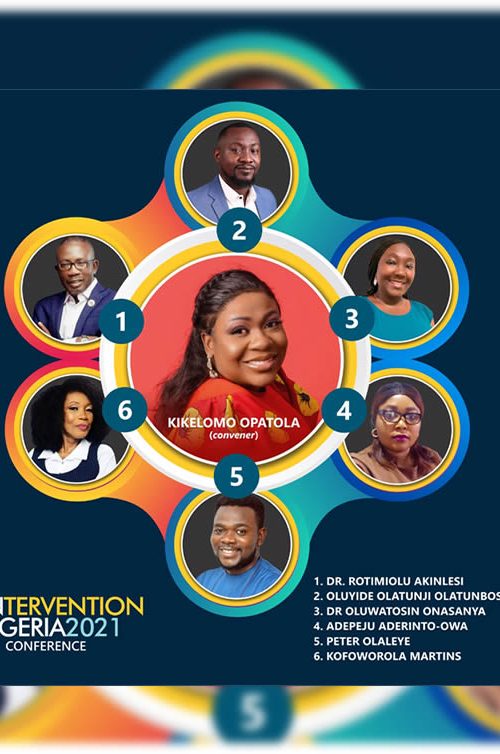 2
1
3
KIKELOMO OPATOLA
(convener)
6
4
5
NTERVENTION
GERIA2021
CONFERENCE
1. DR. ROTIMIOLU AKINLESI
2. OLUYIDE OLATUNJI OLATUNBOS
3. DR OLUWATOSIN ONASANYA
4. ADEPEJU ADERINTO-OWA
5. PETER OLALEYE
6. KOFOWOROLA MARTINS
5